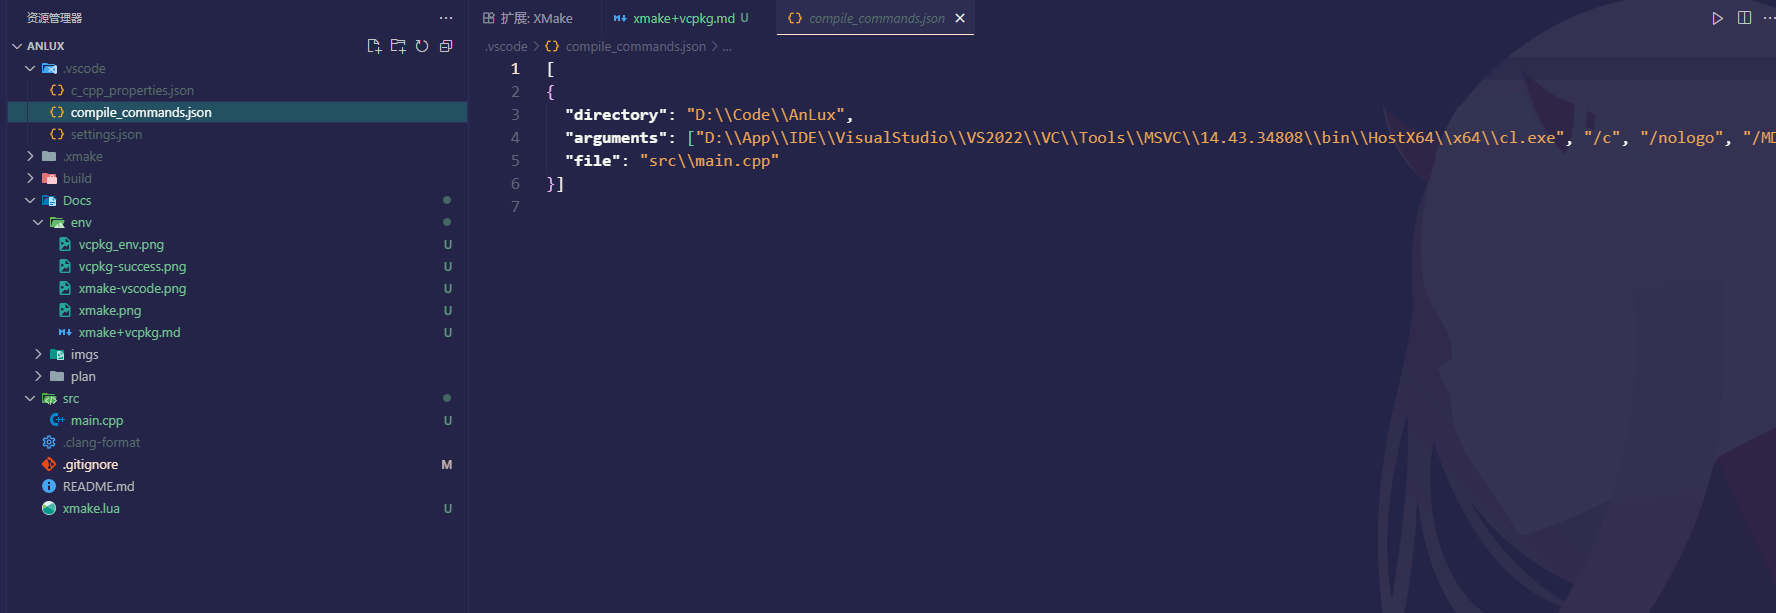 资源管理器
ANLUX
.vscode
c_cpp_properties.json
compile_commands.json
settings.json
.xmake
build
Docs
env
vcpkg_env.png U
vcpkg-success.png U
xmake-vscode.png U
xmake.png U
xmake+vcpkg.md U
imgs
plan
src
main.cpp U
.clang-format
.gitignore M
README.md
xmake.lua U
扩展: XMake
xmake+vcpkg.md U
compile_commands.json
.vscode > compile_commands.json > ...
1 [
2 {
3 "directory": "D:\\Code\\AnLux",
4 "arguments": ["D:\\App\\IDE\\VisualStudio\\VS2022\\VC\\Tools\\MSVC\\14.43.34808\\bin\\HostX64\\x64\\cl.exe", "/c", "/nologo", "/MD
5 "file": "src\\main.cpp"
6 }]
7